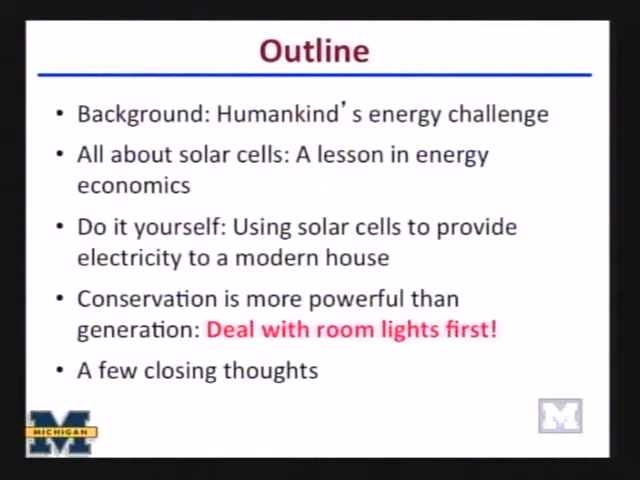 Outline
• Background: Humankind's energy challenge
• All about solar cells: A lesson in energy
economics
• Do it yourself: Using solar cells to provide
electricity to a modern house
• Conservation is more powerful than
generation: Deal with room lights first!
• A few closing thoughts
MICHIGAN
M